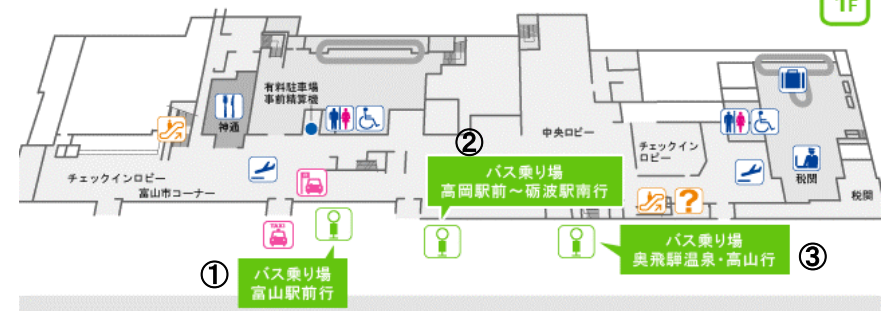 1F
有料駐車場
事前精算機
神通
中央ロビー
チェックイン
ロビー
税関
税関
チェックインロビー
富山市コーナー
②
バス乗り場
高岡駅前〜砺波駅南行
?
TAXI
①
バス乗り場
富山駅前行
バス乗り場
奥飛騨温泉・高山行
③